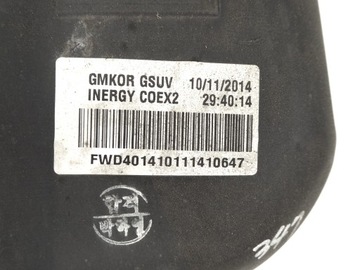 GMKOR GSUV 10/11/2014
INERGY COEX2 29:40:14
FWD401410111410647